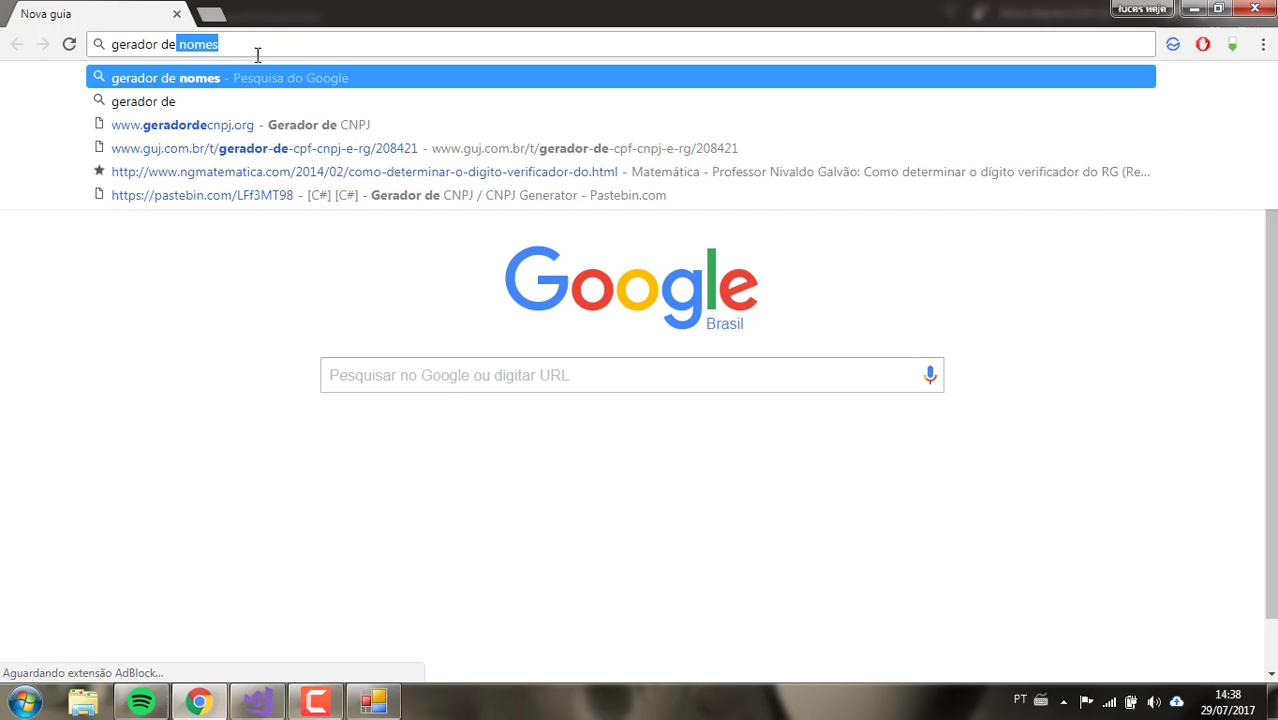 Nova guia
lucas naja
gerador de nomes
gerador de nomes - Pesquisa do Google
gerador de
www.geradordecnpj.org - Gerador de CNPJ
www.guj.com.br/t/gerador-de-cpf-cnpj-e-rg/208421 - www.guj.com.br/t/gerador-de-cpf-cnpj-e-rg/208421
http://www.ngmatematica.com/2014/02/como-determinar-o-digito-verificador-do.html - Matemática - Professor Nivaldo Galvão: Como determinar o dígito verificador do RG (Re...
https://pastebin.com/LFf3MT98 - [C#] [C#] - Gerador de CNPJ / CNPJ Generator - Pastebin.com
Google
Brasil
Pesquisar no Google ou digitar URL
Aguardando extensão AdBlock...
PT
14:38
29/07/2017